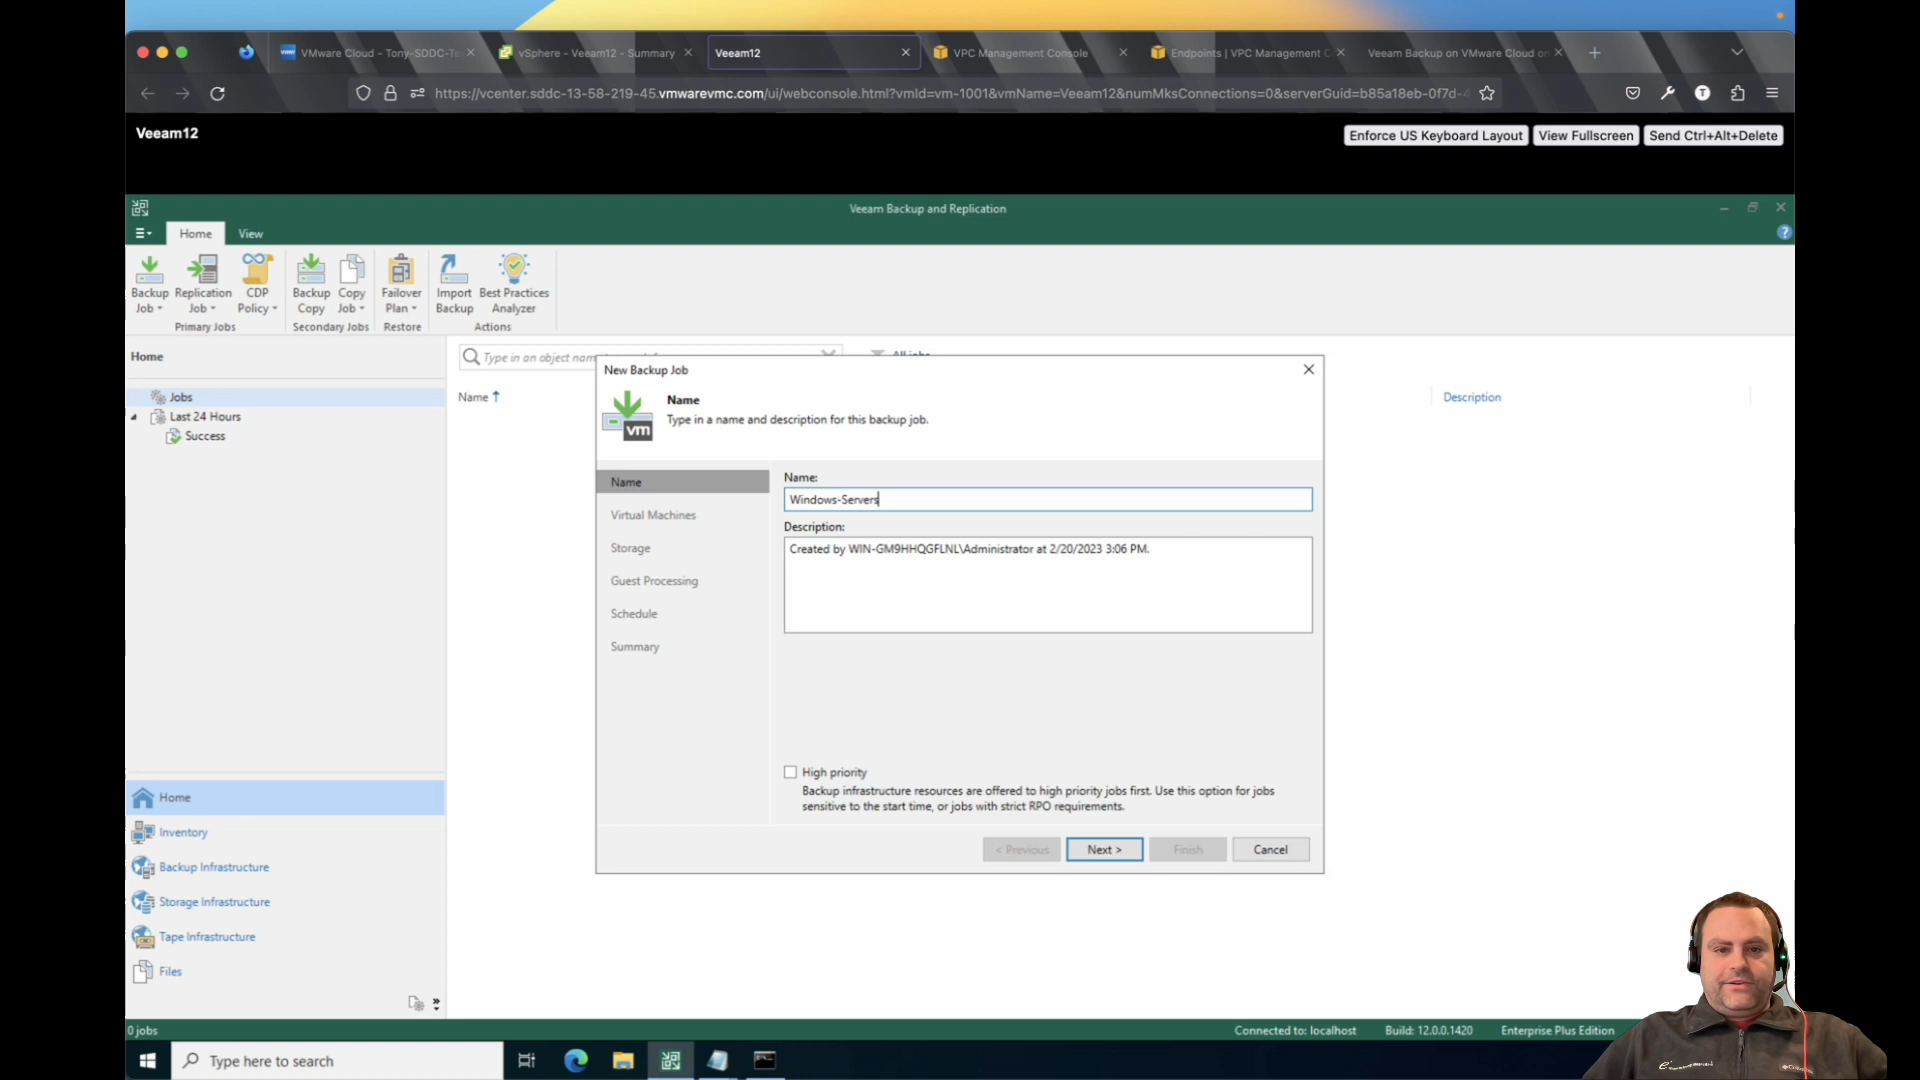 VMware Cloud - Tony-SDDC-Te
vSphere - Veeam12 - Summary
Veeam12
VPC Management Console
Endpoints | VPC Management C
Veeam Backup on VMware Cloud on
https://vcenter.sddc-13-58-219-45.vmwarevmc.com/ui/webconsole.html?vmId=vm-1001&vmName=Veeam12&numMksConnections=0&serverGuid=b85a18eb-0f7d-4
T
Veeam12
Enforce US Keyboard Layout
View Fullscreen
Send Ctrl+Alt+Delete
Veeam Backup and Replication
Home
View
Backup Job
Replication Job
CDP Policy
Backup Copy
Copy Job
Failover Plan
Import Backup
Best Practices Analyzer
Primary Jobs
Secondary Jobs
Restore
Actions
Home
Type in an object nam
All jobs
Jobs
Last 24 Hours
Success
Name
Description
New Backup Job
vm
Name
Type in a name and description for this backup job.
Name
Virtual Machines
Storage
Guest Processing
Schedule
Summary
Name:
Windows-Servers
Description:
Created by WIN-GM9HHQGFLNL\Administrator at 2/20/2023 3:06 PM.
High priority
Backup infrastructure resources are offered to high priority jobs first. Use this option for jobs
sensitive to the start time, or jobs with strict RPO requirements.
< Previous
Next >
Finish
Cancel
Home
Inventory
Backup Infrastructure
Storage Infrastructure
Tape Infrastructure
Files
0 jobs
Connected to: localhost
Build: 12.0.0.1420
Enterprise Plus Edition
Type here to search